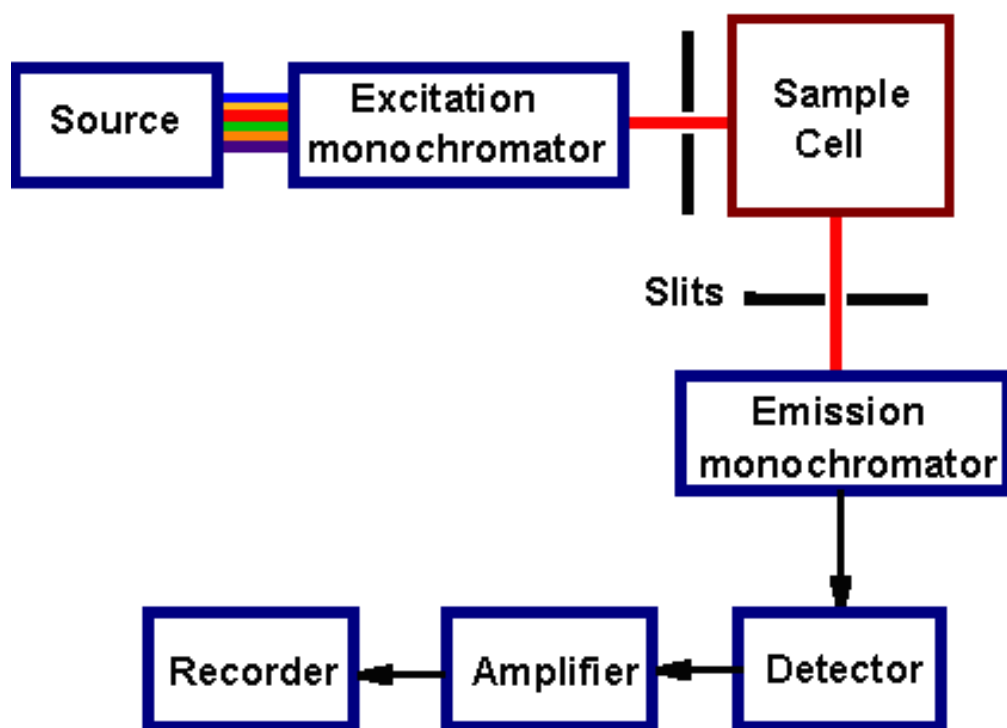 Source
Excitation
monochromator
Sample
Cell
Slits
Emission
monochromator
Recorder
Amplifier
Detector